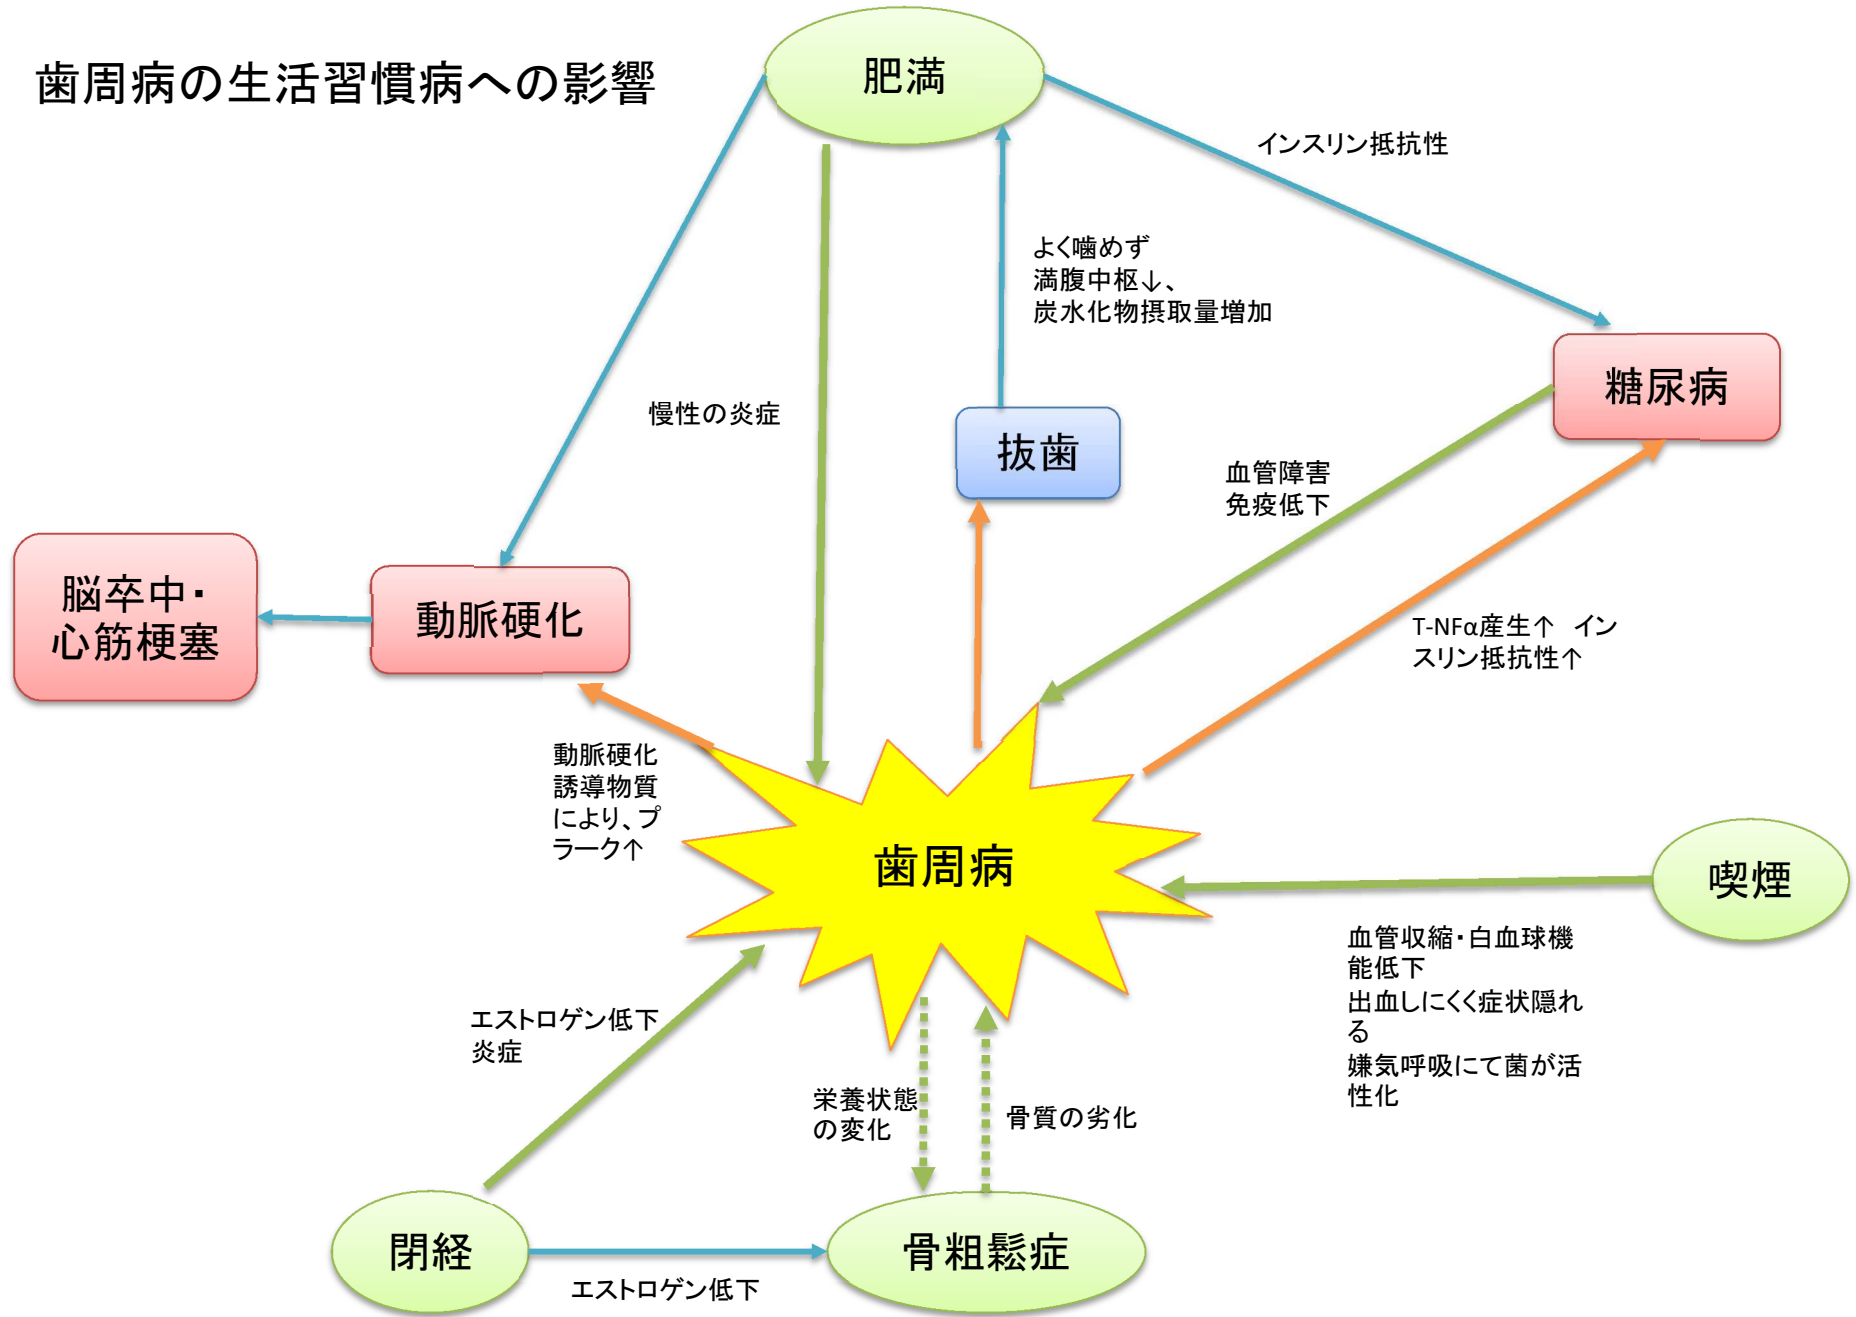 歯周病の生活習慣病への影響
肥満
インスリン抵抗性
よく噛めず
満腹中枢↓、
炭水化物摂取量増加
糖尿病
慢性の炎症
抜歯
血管障害
免疫低下
脳卒中・
心筋梗塞
動脈硬化
T-NFα産生↑　イン
スリン抵抗性↑
動脈硬化
誘導物質
により、プ
ラーク↑
歯周病
喫煙
血管収縮・白血球機
能低下
出血しにくく症状隠れ
る
嫌気呼吸にて菌が活
性化
エストロゲン低下
炎症
栄養状態
の変化
骨質の劣化
閉経
骨粗鬆症
エストロゲン低下